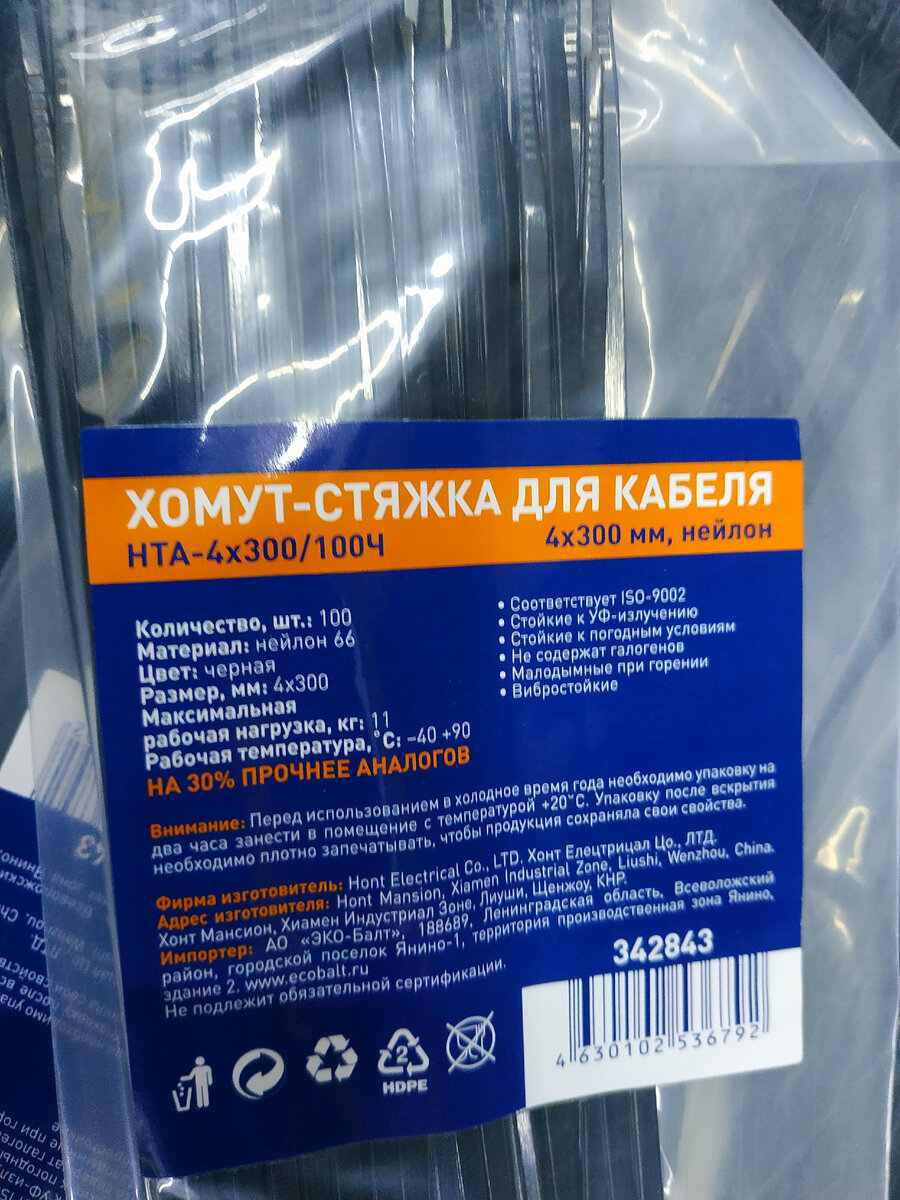 ХОМУТ-СТЯЖКА ДЛЯ КАБЕЛЯ
НТА-4х300/100Ч
4х300 мм, нейлон
Количество, шт.: 100
Материал: нейлон 66
Цвет: черная
Размер, мм: 4х300
Максимальная
рабочая нагрузка, кг: 11
Рабочая температура,°С: –40 +90
НА 30% ПРОЧНЕЕ АНАЛОГОВ
• Соответствует ISO-9002
• Стойкие к УФ-излучению
• Стойкие к погодным условиям
• Не содержат галогенов
• Малодымные при горении
• Вибростойкие
Внимание: Перед использованием в холодное время года необходимо упаковку на
два часа занести в помещение с температурой +20°С. Упаковку после вскрытия
необходимо плотно запечатывать, чтобы продукция сохраняла свои свойства.
Фирма изготовитель: Hont Electrical Co., LTD. Хонт Елецтрицал Цо., ЛТД.
Адрес изготовителя: Hont Mansion, Xiamen Industrial Zone, Liushi, Wenzhou, China.
Хонт Мансион, Хиамен Индустриал Зоне, Лиуши, Щенжоу, КНР.
Импортер: АО «ЭКО-Балт», 188689, Ленинградская область, Всеволожский
район, городской поселок Янино-1, территория производственная зона Янино,
здание 2. www.ecobalt.ru
Не подлежит обязательной сертификации.
342843
4 630102 536792
2
HDPE